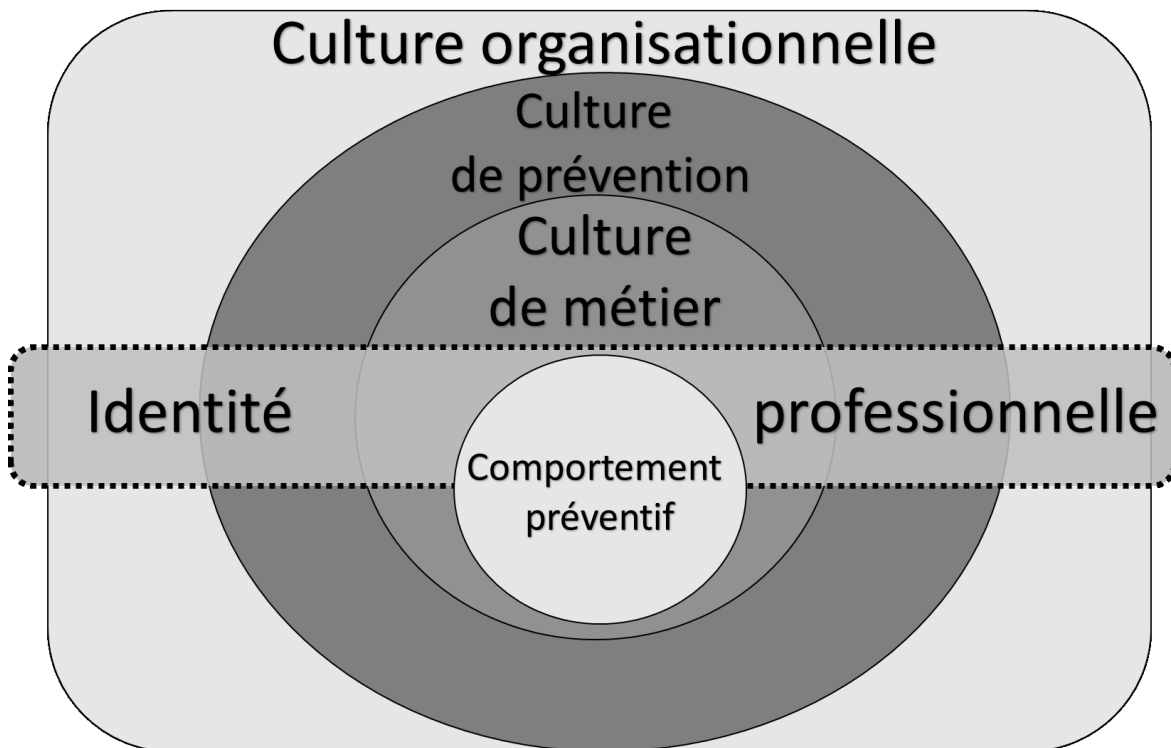 Culture organisationnelle
Culture
de prévention
Culture
de métier
Identité professionnelle
Comportement
préventif